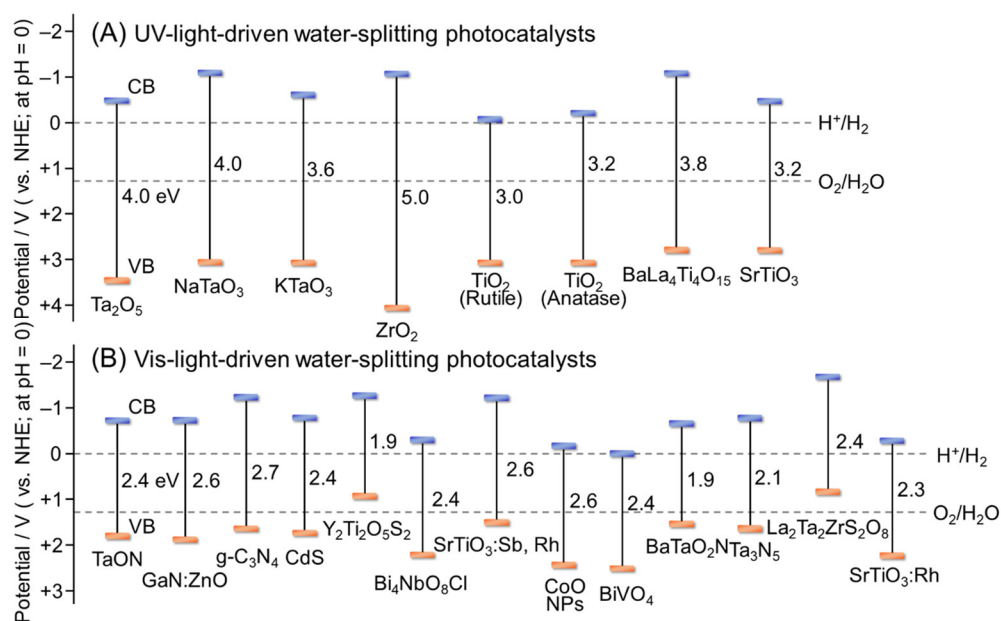 (A) UV-light-driven water-splitting photocatalysts
Potential / V ( vs. NHE; at pH = 0)
−2
−1
0
+1
+2
+3
+4
CB
VB
4.0 eV
4.0
3.6
5.0
3.0
3.2
3.8
3.2
H⁺/H₂
O₂/H₂O
Ta₂O₅
NaTaO₃
KTaO₃
ZrO₂
TiO₂
(Rutile)
TiO₂
(Anatase)
BaLa₄Ti₄O₁₅
SrTiO₃
(B) Vis-light-driven water-splitting photocatalysts
Potential / V ( vs. NHE; at pH = 0)
−2
−1
0
+1
+2
+3
CB
VB
2.4 eV
2.6
2.7
2.4
1.9
2.4
2.6
2.6
2.4
1.9
2.1
2.4
2.3
H⁺/H₂
O₂/H₂O
TaON
GaN:ZnO
g-C₃N₄
CdS
Y₂Ti₂O₅S₂
Bi₄NbO₈Cl
SrTiO₃:Sb, Rh
CoO
NPs
BiVO₄
BaTaO₂N
Ta₃N₅
La₂Ta₂ZrS₂O₈
SrTiO₃:Rh